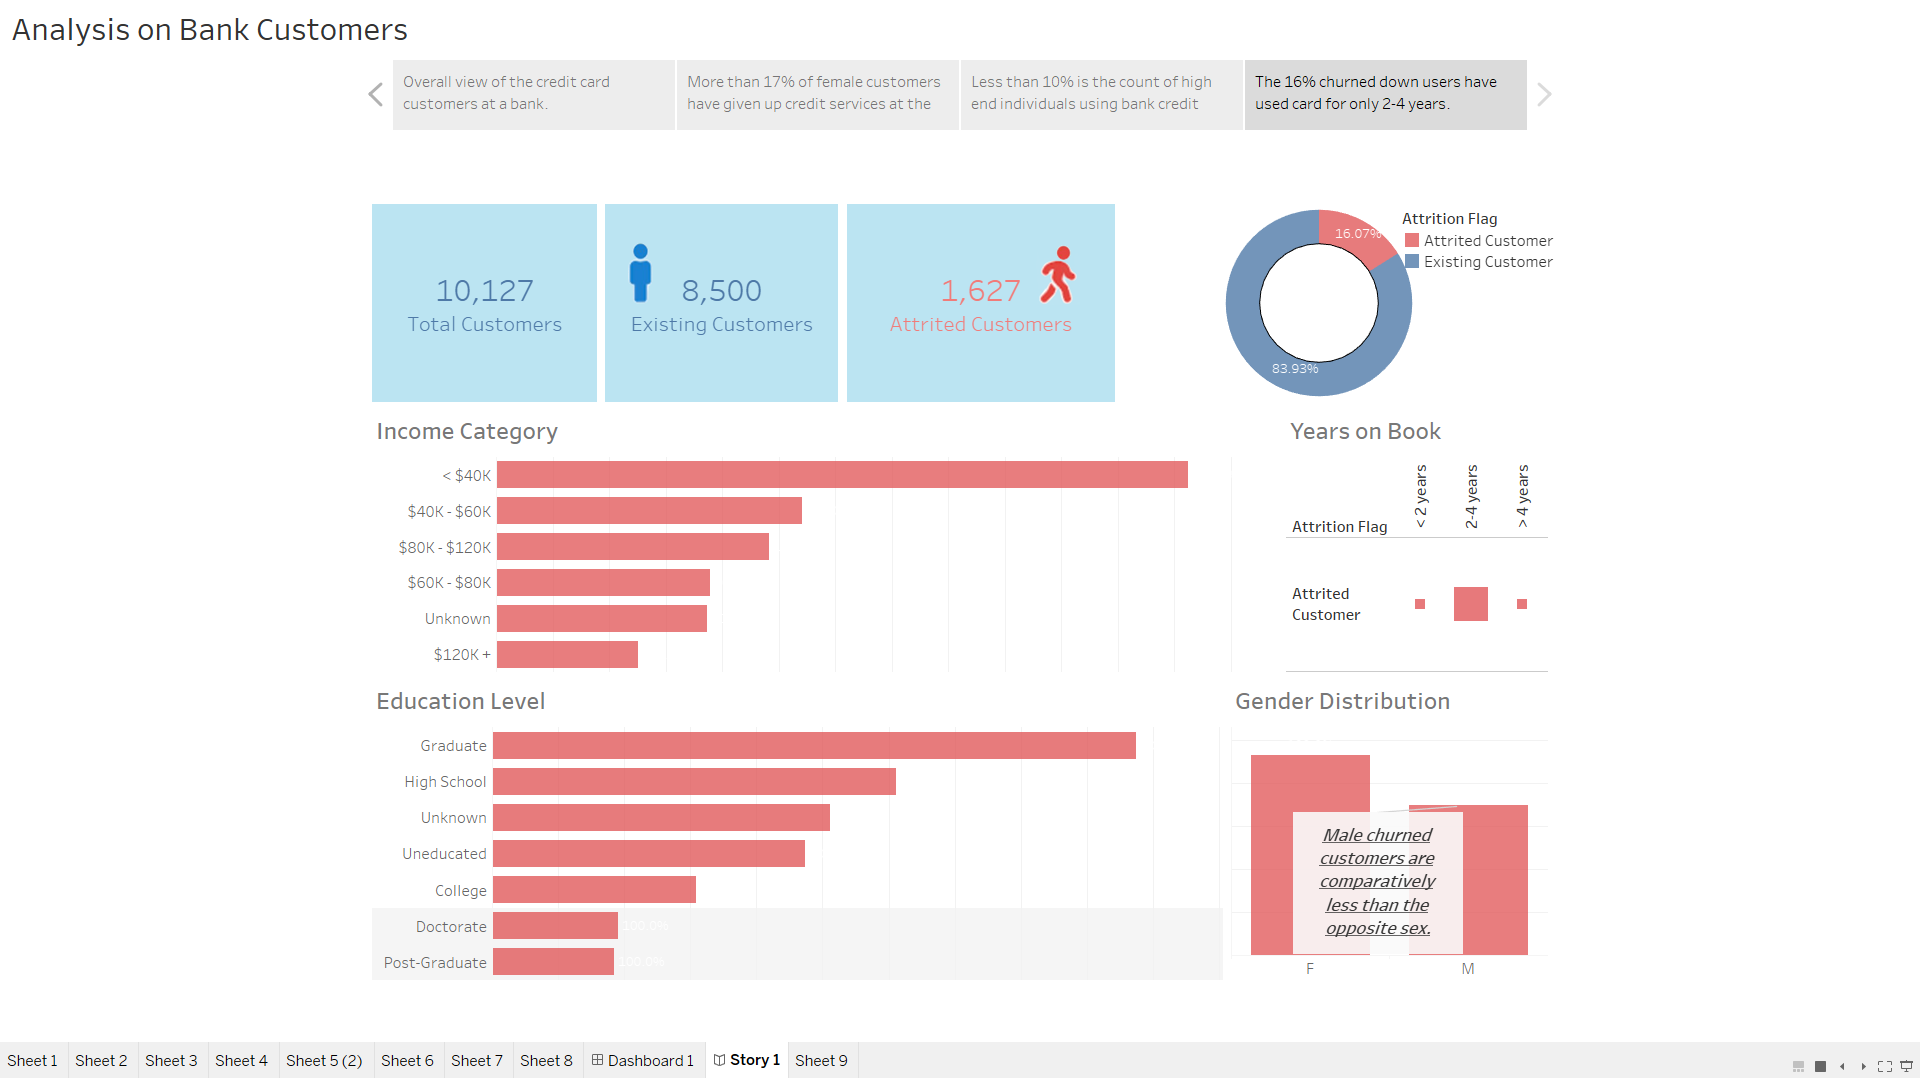 Analysis on Bank Customers
Overall view of the credit card
customers at a bank.
More than 17% of female customers
have given up credit services at the
Less than 10% is the count of high
end individuals using bank credit
The 16% churned down users have
used card for only 2-4 years.
10,127
Total Customers
8,500
Existing Customers
1,627
Attrited Customers
16.07%
83.93%
Attrition Flag
Attrited Customer
Existing Customer
Income Category
< $40K
$40K - $60K
$80K - $120K
$60K - $80K
Unknown
$120K +
Years on Book
Attrition Flag
< 2 years
2-4 years
> 4 years
Attrited
Customer
Education Level
Graduate
High School
Unknown
Uneducated
College
Doctorate
100.0%
Post-Graduate
100.0%
Gender Distribution
Male churned
customers are
comparatively
less than the
opposite sex.
F
M
Sheet 1
Sheet 2
Sheet 3
Sheet 4
Sheet 5 (2)
Sheet 6
Sheet 7
Sheet 8
Dashboard 1
Story 1
Sheet 9